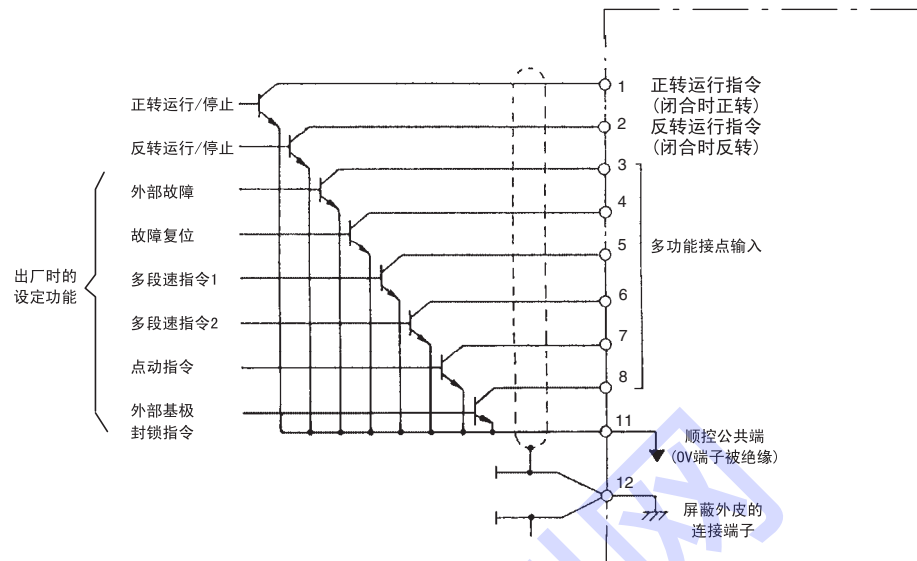 正转运行/停止
反转运行/停止
外部故障
故障复位
多段速指令1
多段速指令2
点动指令
外部基极
封锁指令
出厂时的
设定功能
1
正转运行指令
(闭合时正转)
2
反转运行指令
(闭合时反转)
3
4
5
6
7
8
多功能接点输入
11
顺控公共端
(0V端子被绝缘)
12
屏蔽外皮的
连接端子
网